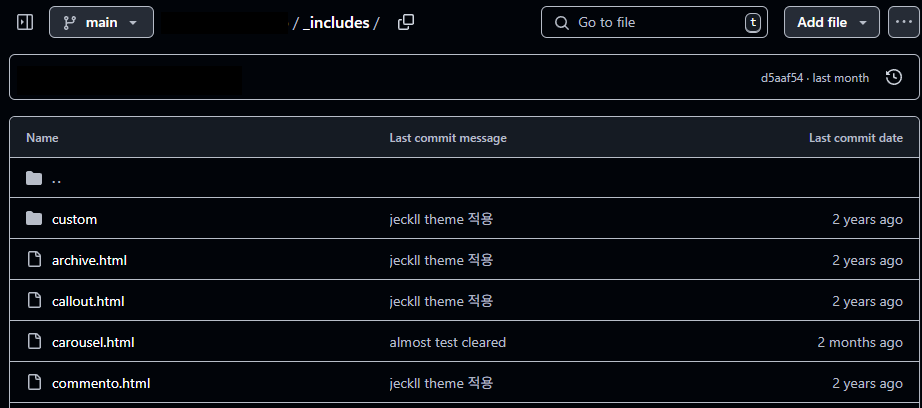 main / _includes / Go to file t Add file
d5aaf54 · last month
Name Last commit message Last commit date
..
custom jeckll theme 적용 2 years ago
archive.html jeckll theme 적용 2 years ago
callout.html jeckll theme 적용 2 years ago
carousel.html almost test cleared 2 months ago
commento.html jeckll theme 적용 2 years ago